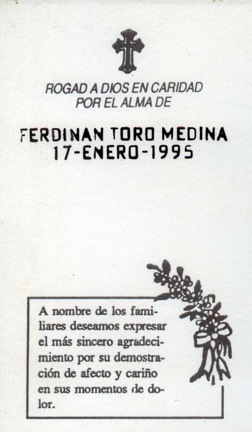 ROGAD A DIOS EN CARIDAD
POR EL ALMA DE
FERDINAN TORO MEDINA
17-ENERO-1995
A nombre de los fami-
liares deseamos expresar
el más sincero agradeci-
miento por su demostra-
ción de afecto y cariño
en sus momentos de do-
lor.